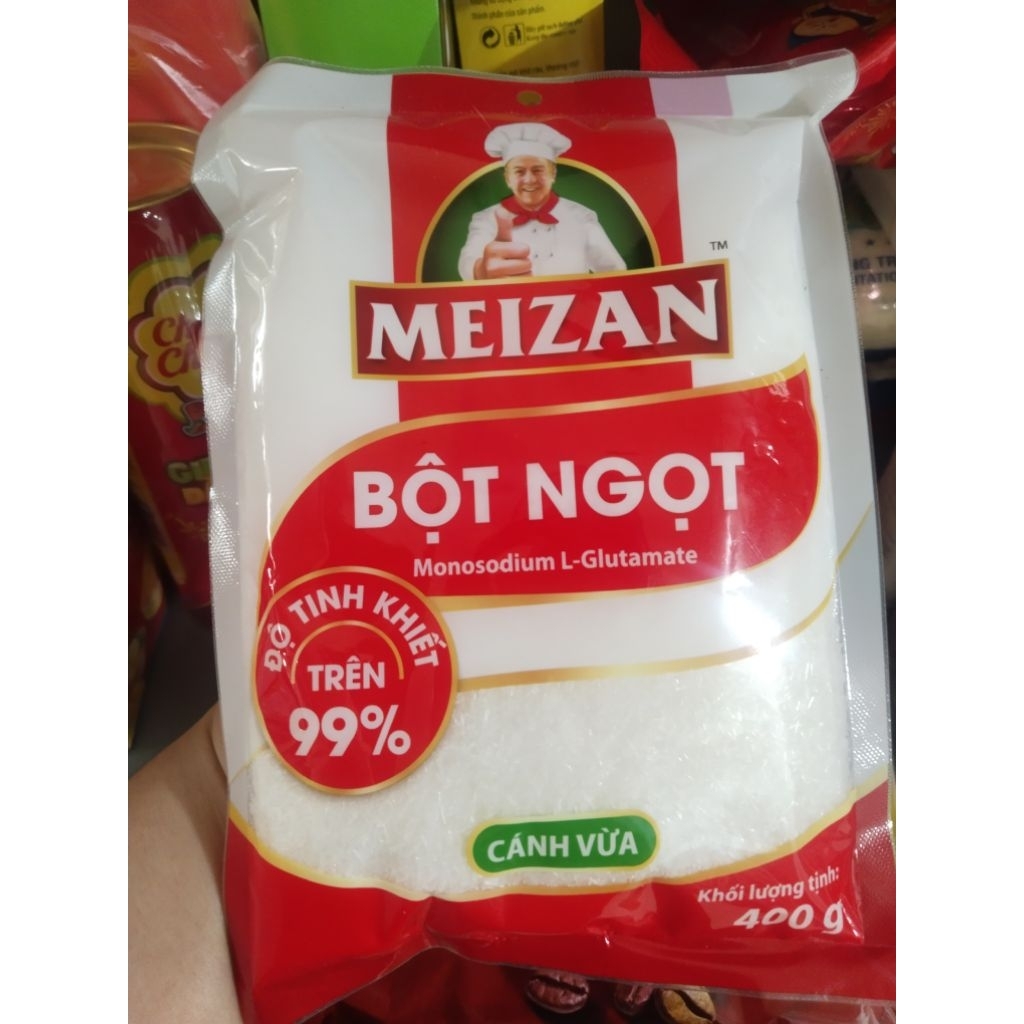 MEIZAN
TM
BỘT NGỌT
Monosodium L-Glutamate
ĐỘ TINH KHIẾT
TRÊN
99%
CÁNH VỪA
Khối lượng tịnh:
400 g